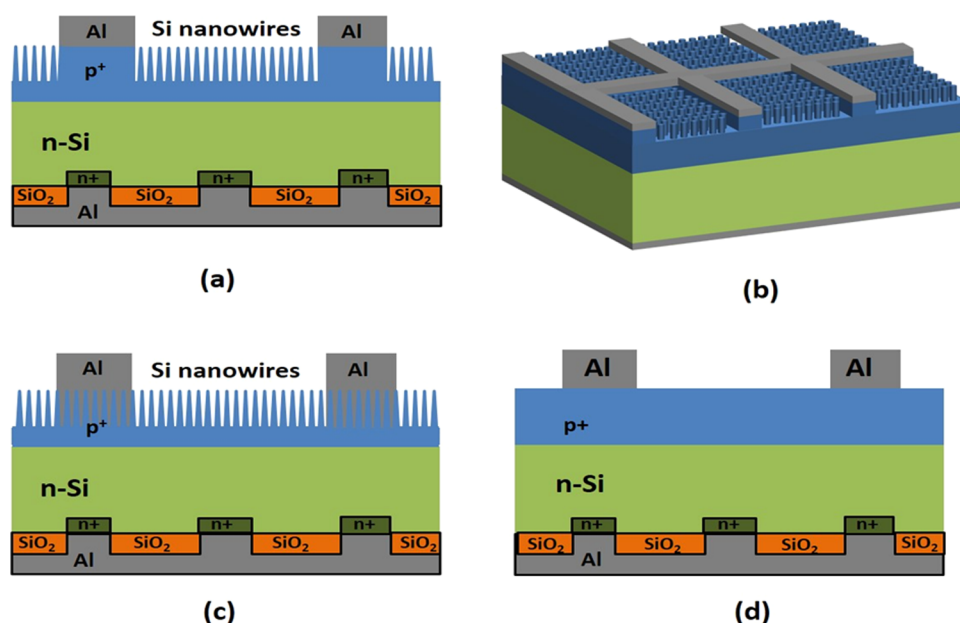 Al Si nanowires Al
p⁺
n-Si
n+ n+ n+
SiO₂ SiO₂ SiO₂ SiO₂
Al
(a)
(b)
Al Si nanowires Al
p⁺
n-Si
n+ n+ n+
SiO₂ SiO₂ SiO₂ SiO₂
Al
(c)
Al Al
p+
n-Si
n+ n+ n+
SiO₂ SiO₂ SiO₂ SiO₂
Al
(d)